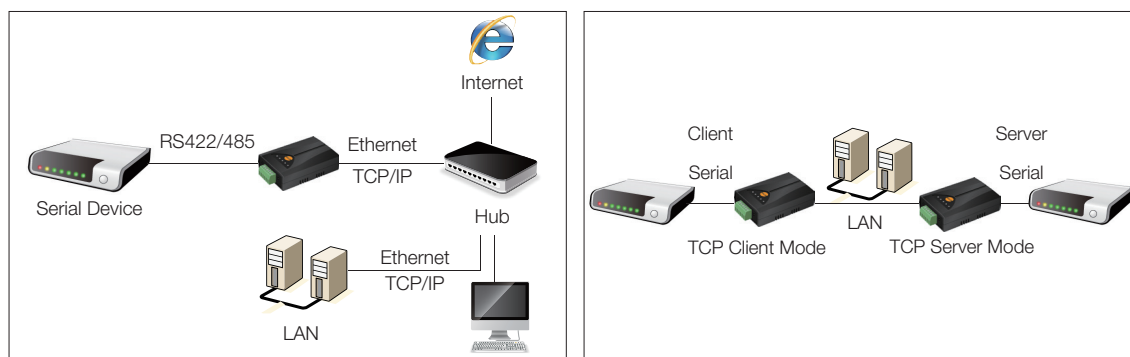 Internet
RS422/485
Ethernet
TCP/IP
Serial Device
Hub
Ethernet
TCP/IP
LAN
Client
Server
Serial
Serial
LAN
TCP Client Mode
TCP Server Mode